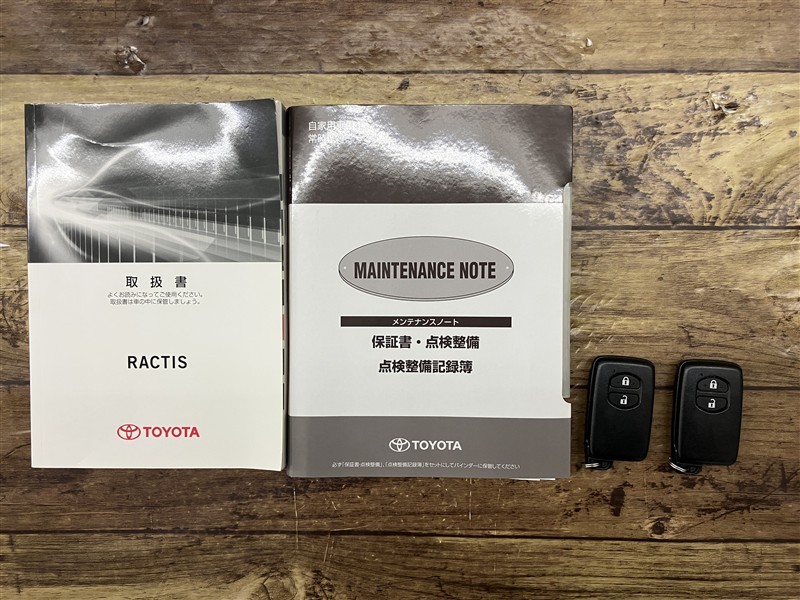 取扱書
よくお読みになってご使用ください。
取扱書は車の中に保管しましょう。
RACTIS
TOYOTA
自家用
常時
MAINTENANCE NOTE
メンテナンスノート
保証書・点検整備
点検整備記録簿
TOYOTA
必ず「保証書・点検整備」、「点検整備記録簿」をセットにしてバインダーに保管してください